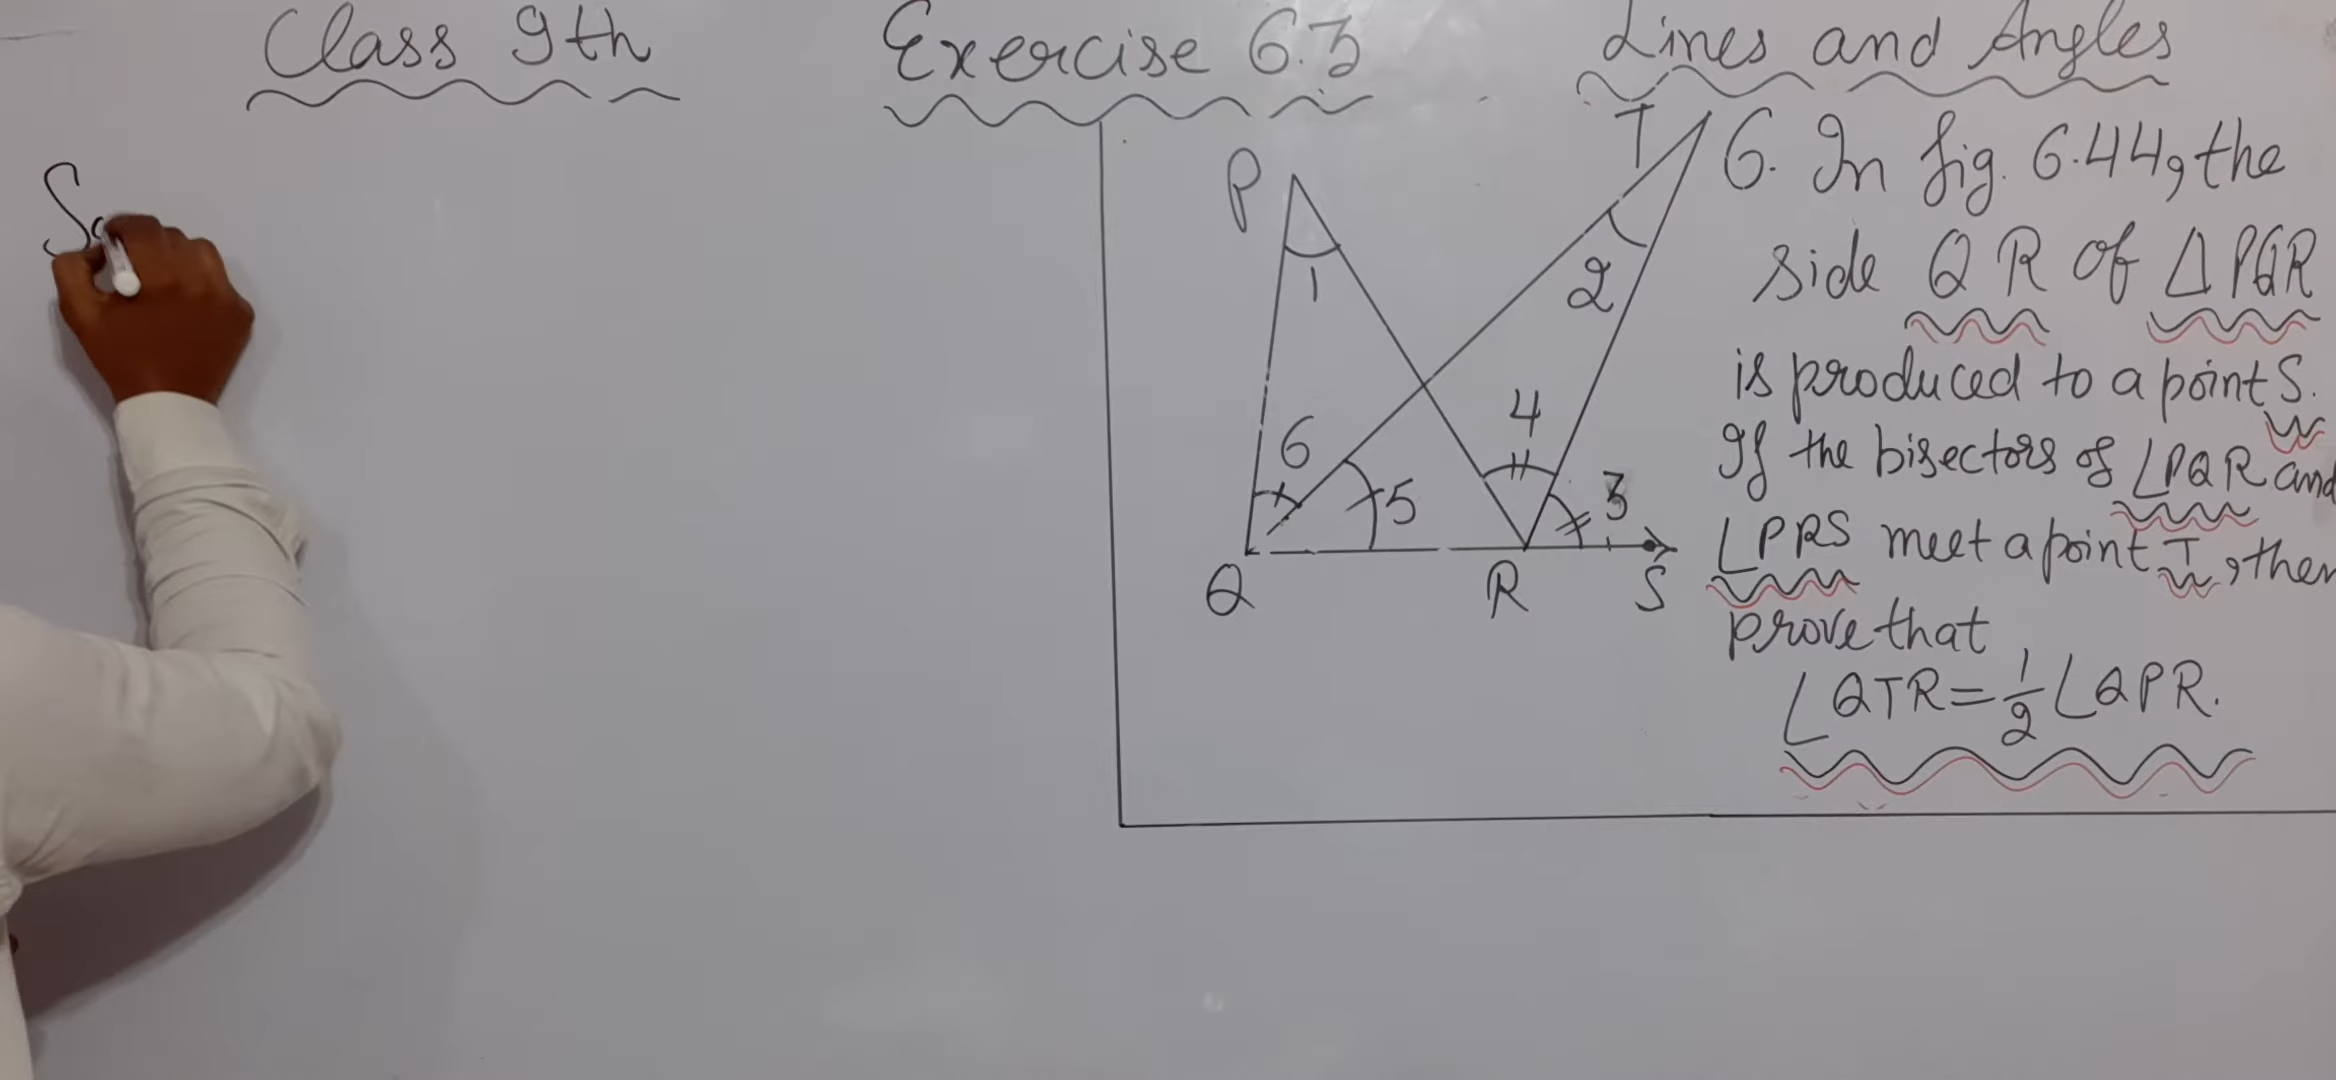 Class 9th
Exercise 6.3
Lines and Angles
So
P
T
1
2
6
5
4
3
Q
R
S
6. In fig. 6.44, the
side QR of ∆PQR
is produced to a point S.
If the bisectors of ∠PQR and
∠PRS meet a point T, then
prove that
∠QTR = 1/2 ∠QPR.